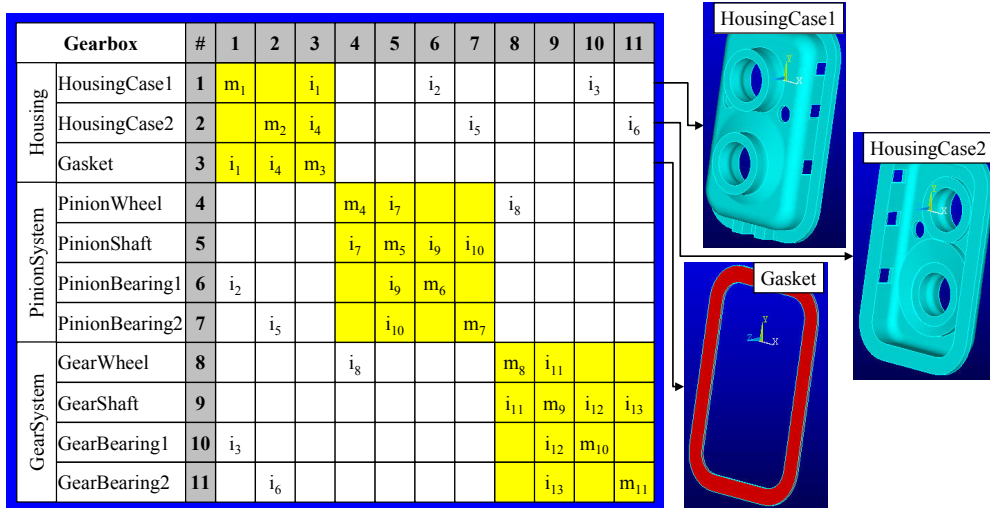 Gearbox # 1 2 3 4 5 6 7 8 9 10 11
Housing
HousingCase1 1 m₁ i₁ i₂ i₃
HousingCase2 2 m₂ i₄ i₅ i₆
Gasket 3 i₁ i₄ m₃
PinionSystem
PinionWheel 4 m₄ i₇ i₈
PinionShaft 5 i₇ m₅ i₉ i₁₀
PinionBearing1 6 i₂ i₉ m₆
PinionBearing2 7 i₅ i₁₀ m₇
GearSystem
GearWheel 8 i₈ m₈ i₁₁
GearShaft 9 i₁₁ m₉ i₁₂ i₁₃
GearBearing1 10 i₃ i₁₂ m₁₀
GearBearing2 11 i₆ i₁₃ m₁₁
HousingCase1
Y
X
HousingCase2
Y
X
Gasket
Y
Z X